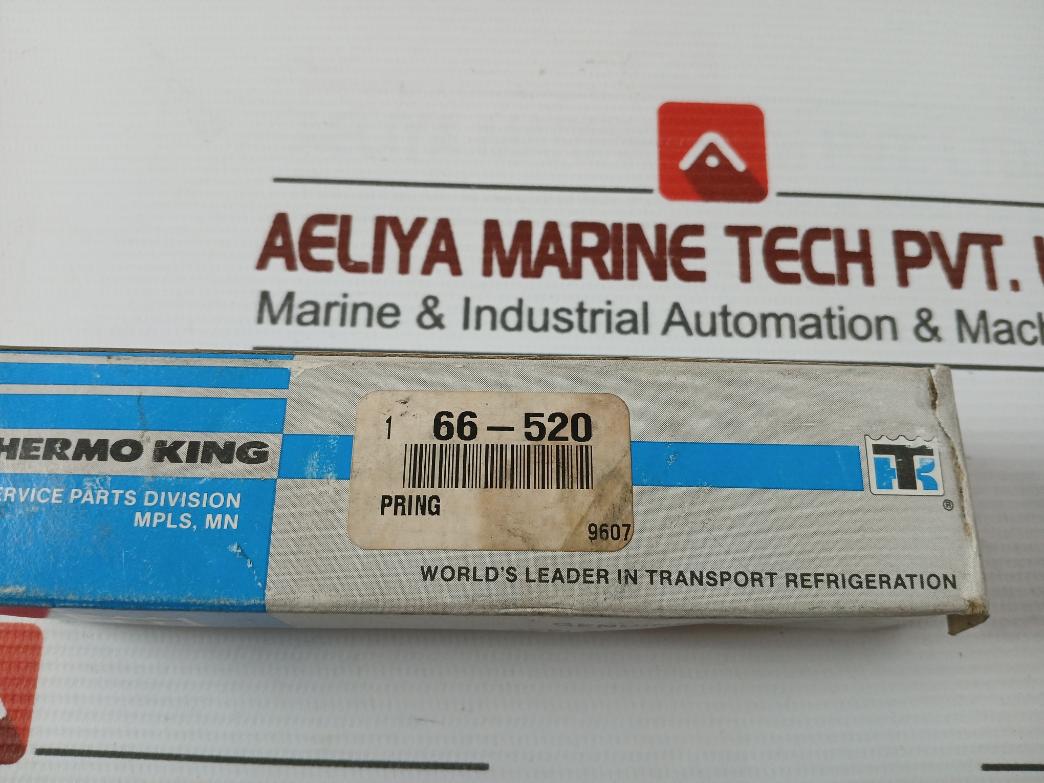 AELIYA MARINE TECH PVT.
Marine & Industrial Automation & Mach
HERMO KING
ERVICE PARTS DIVISION
MPLS, MN
1 66-520
PRING
9607
TK
®
WORLD'S LEADER IN TRANSPORT REFRIGERATION